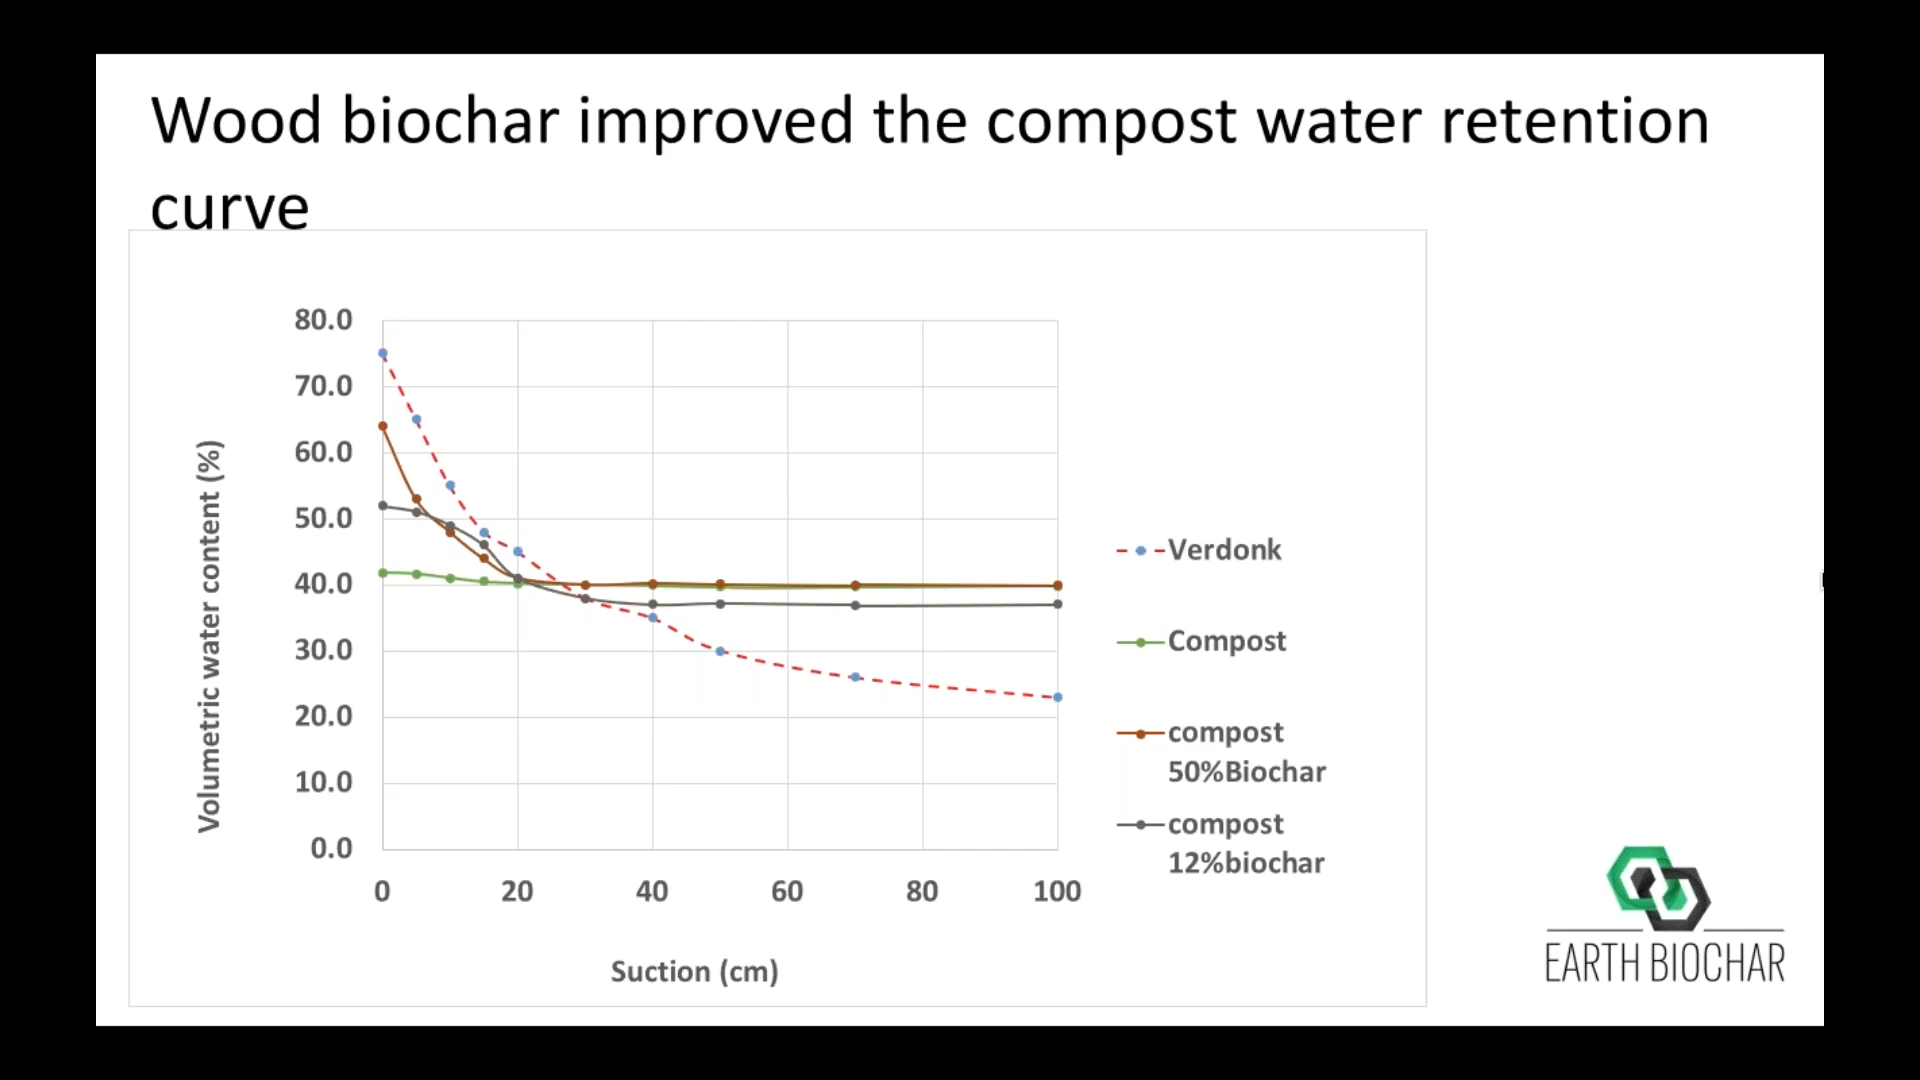 Wood biochar improved the compost water retention
curve
Volumetric water content (%)
80.0
70.0
60.0
50.0
40.0
30.0
20.0
10.0
0.0
0 20 40 60 80 100
Suction (cm)
Verdonk
Compost
compost
50%Biochar
compost
12%biochar
EARTH BIOCHAR